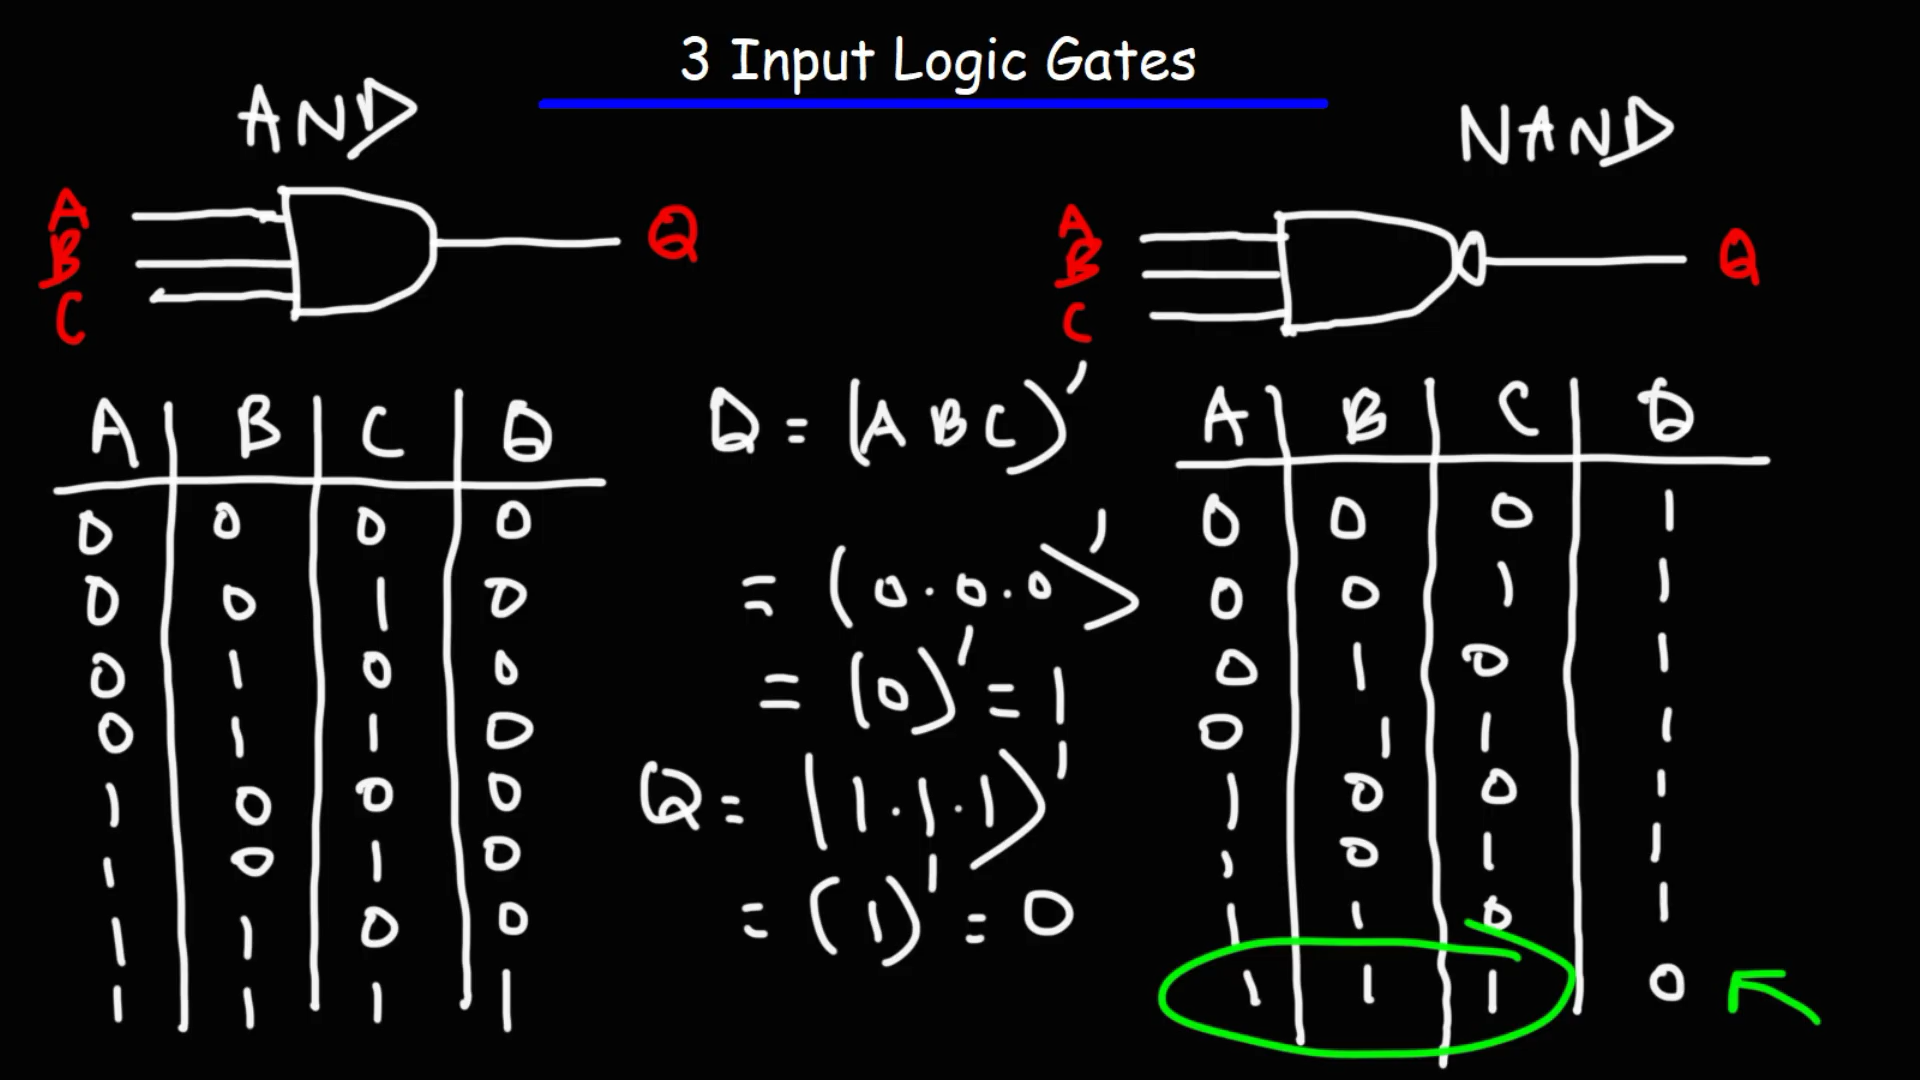 3 Input Logic Gates
AND
A
B
C
Q
A B C Q
0 0 0 0
0 0 1 0
0 1 0 0
0 1 1 0
1 0 0 0
1 0 1 0
1 1 0 0
1 1 1 1
Q = (A B C)'
= (0·0·0)'
= (0)' = 1
Q = (1·1·1)'
= (1)' = 0
NAND
A
B
C
Q
A B C Q
0 0 0 1
0 0 1 1
0 1 0 1
0 1 1 1
1 0 0 1
1 0 1 1
1 1 0 1
1 1 1 0